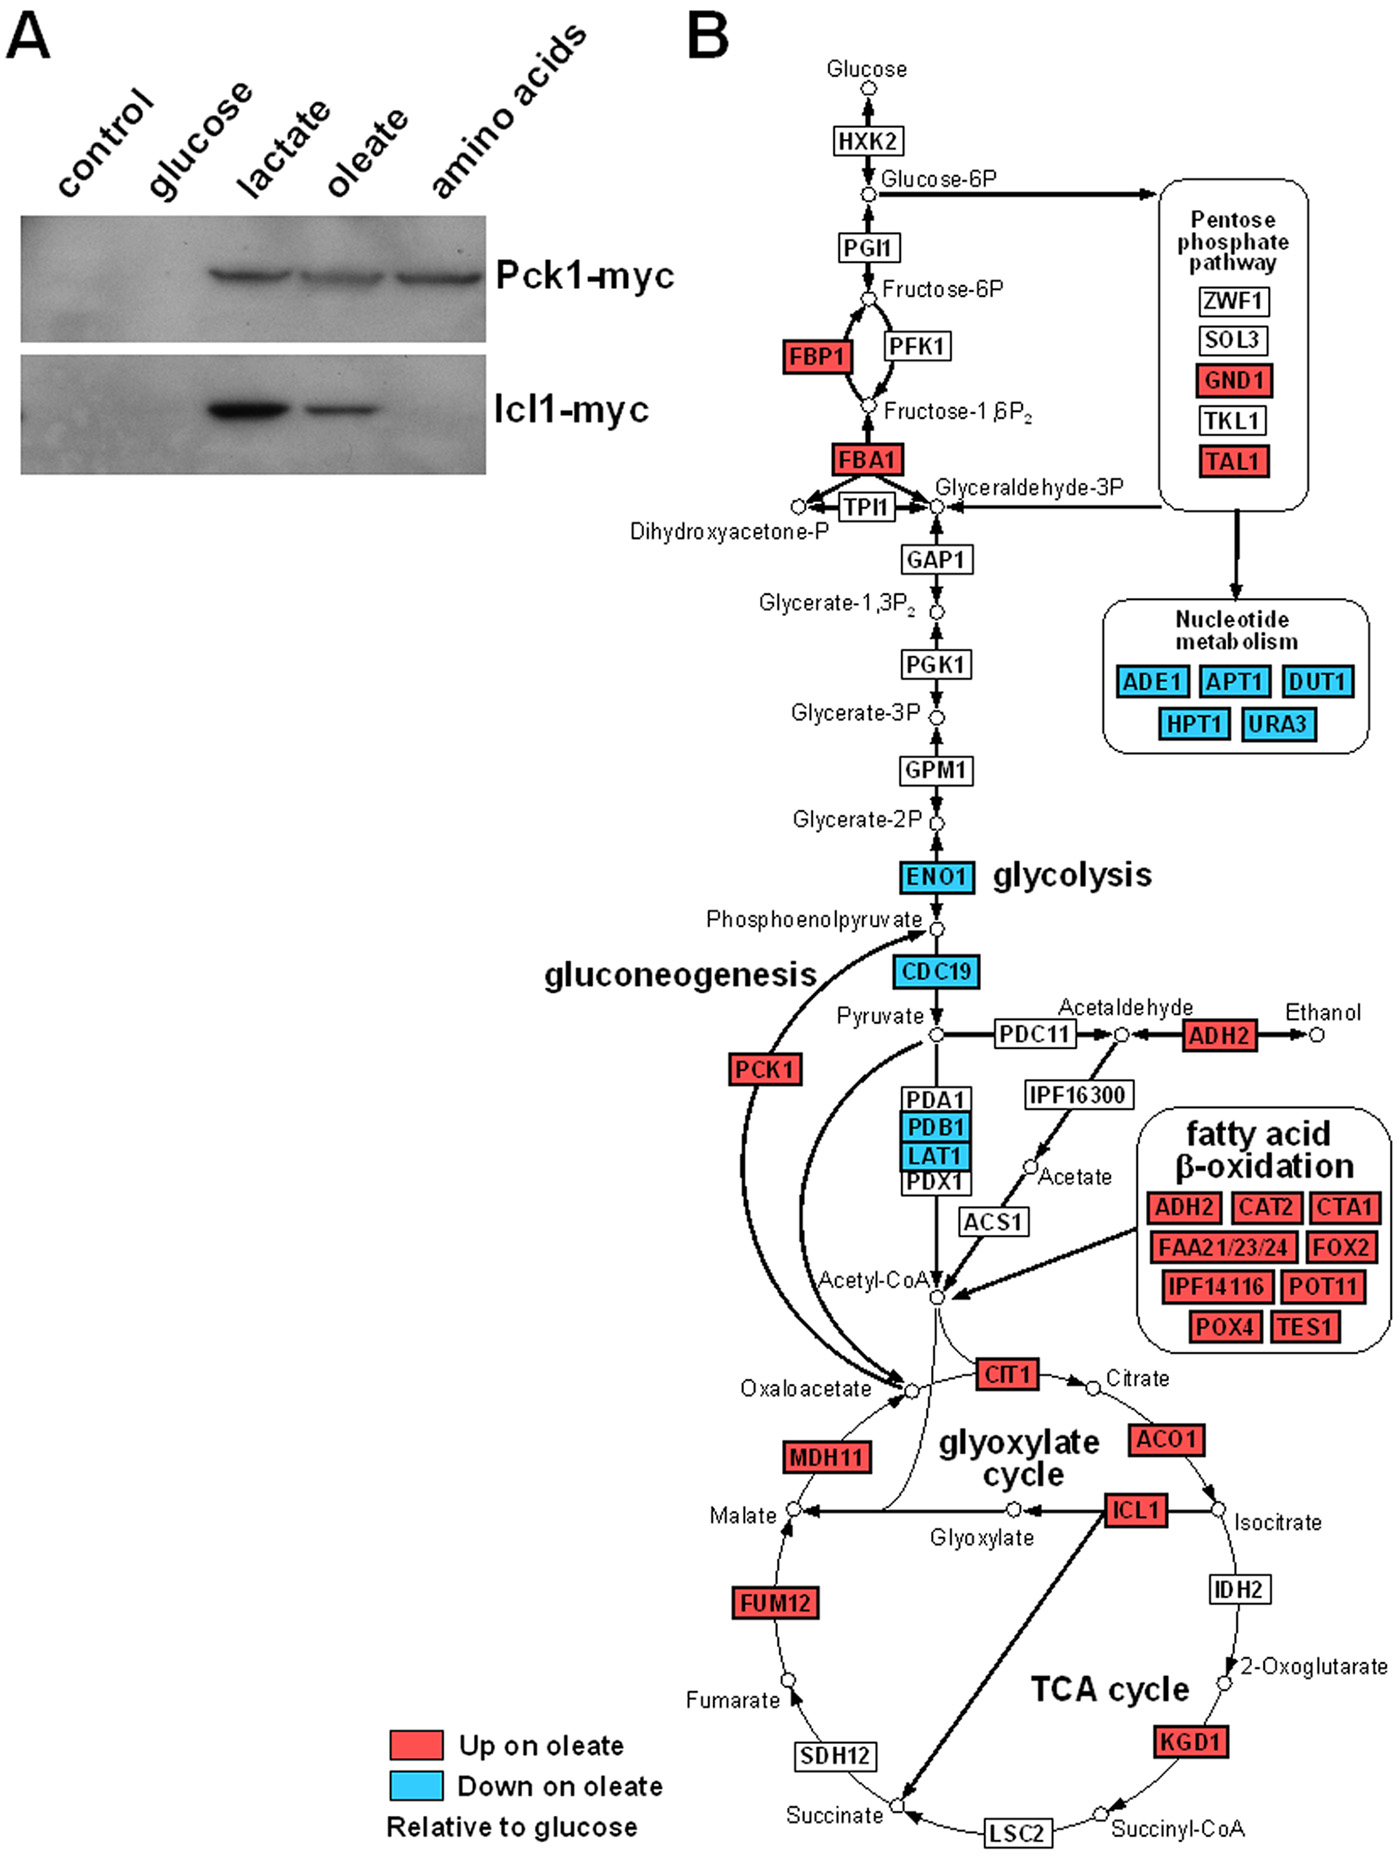 A
control
glucose
lactate
oleate
amino acids
Pck1-myc
Icl1-myc
B
Glucose
HXK2
Glucose-6P
PGI1
Fructose-6P
FBP1
PFK1
Fructose-1,6P2
FBA1
Glyceraldehyde-3P
TPI1
Dihydroxyacetone-P
GAP1
Glycerate-1,3P2
PGK1
Glycerate-3P
GPM1
Glycerate-2P
ENO1
glycolysis
Phosphoenolpyruvate
gluconeogenesis
CDC19
Pentose
phosphate
pathway
ZWF1
SOL3
GND1
TKL1
TAL1
Nucleotide
metabolism
ADE1 APT1 DUT1
HPT1 URA3
Pyruvate
PDC11
Acetaldehyde
ADH2
Ethanol
PCK1
PDA1
PDB1
LAT1
PDX1
IPF16300
Acetate
ACS1
Acetyl-CoA
fatty acid
β-oxidation
ADH2 CAT2 CTA1
FAA21/23/24 FOX2
IPF14116 POT11
POX4 TES1
Oxaloacetate
CIT1
Citrate
MDH11
glyoxylate
cycle
ACO1
Malate
Glyoxylate
ICL1
Isocitrate
FUM12
IDH2
2-Oxoglutarate
TCA cycle
Fumarate
KGD1
SDH12
Succinate
LSC2
Succinyl-CoA
Up on oleate
Down on oleate
Relative to glucose